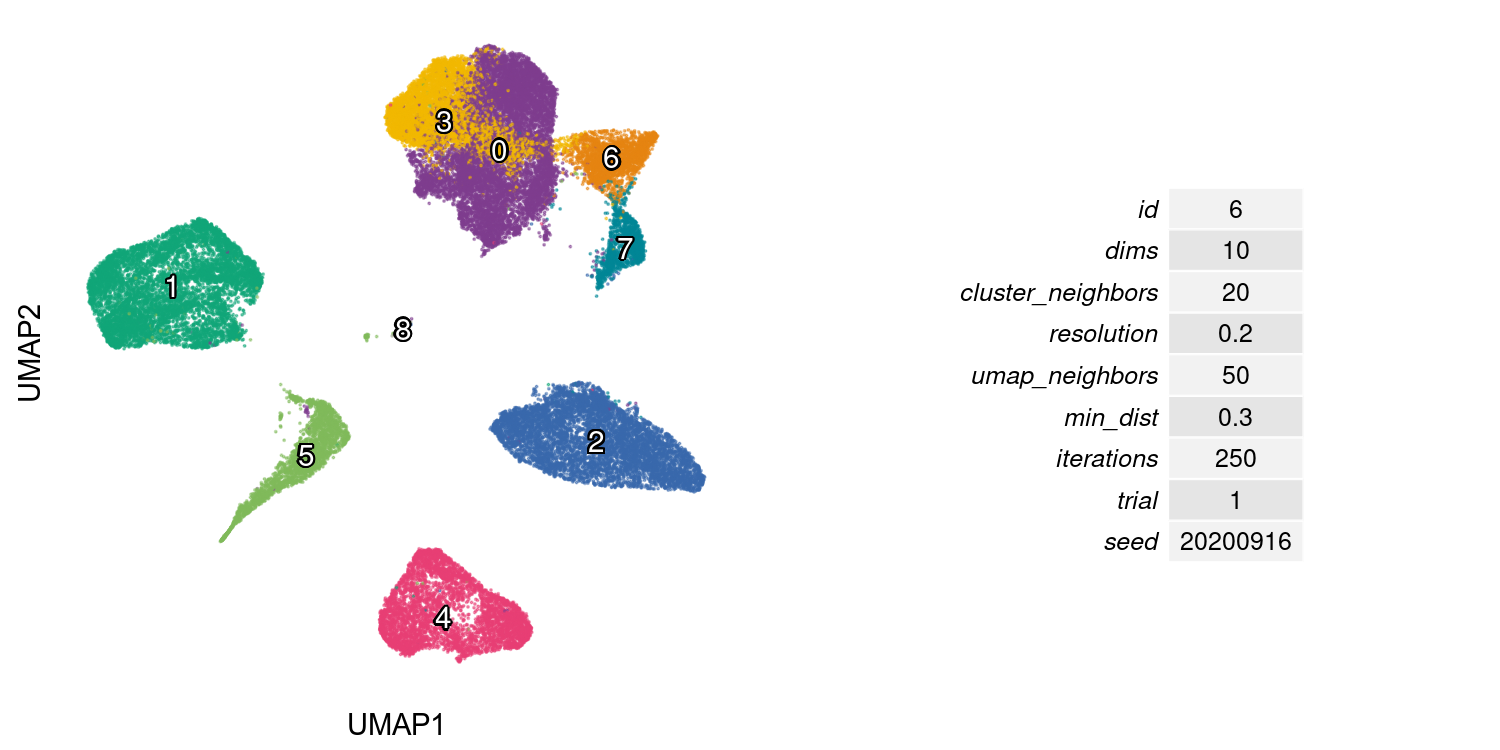 3
0
6
7
1
8
2
5
4
UMAP2
UMAP1
id 6
dims 10
cluster_neighbors 20
resolution 0.2
umap_neighbors 50
min_dist 0.3
iterations 250
trial 1
seed 20200916